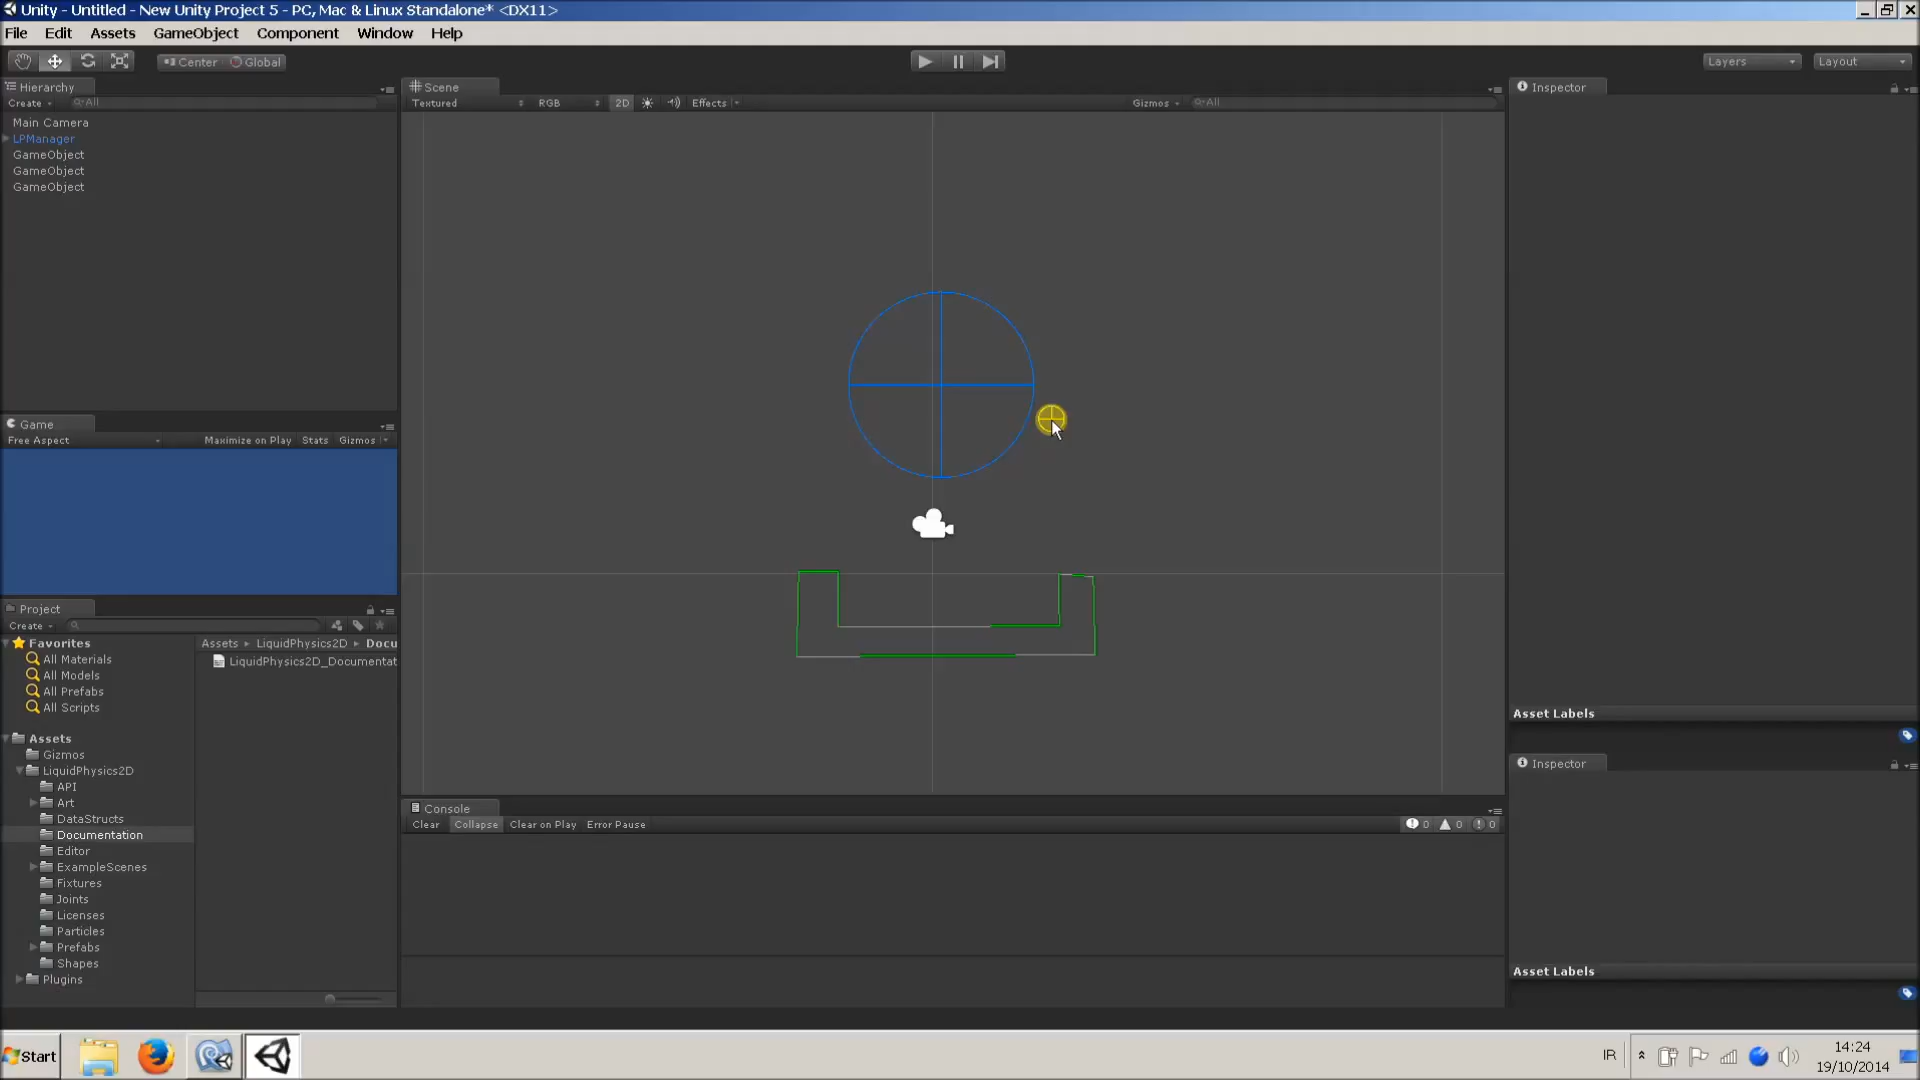 Unity - Untitled - New Unity Project 5 - PC, Mac & Linux Standalone* <DX11>
File Edit Assets GameObject Component Window Help
Center Global
Layers Layout
Hierarchy
Create All
Main Camera
LPManager
GameObject
GameObject
GameObject
Scene
Textured RGB 2D Effects Gizmos All
Inspector
Game
Free Aspect Maximize on Play Stats Gizmos
Project
Create
Favorites
All Materials
All Models
All Prefabs
All Scripts
Assets
Gizmos
LiquidPhysics2D
API
Art
DataStructs
Documentation
Editor
ExampleScenes
Fixtures
Joints
Licenses
Particles
Prefabs
Shapes
Plugins
Assets LiquidPhysics2D Docu
LiquidPhysics2D_Documentat
Console
Clear Collapse Clear on Play Error Pause 0 0 0
Asset Labels
Inspector
Asset Labels
Start
IR
14:24
19/10/2014